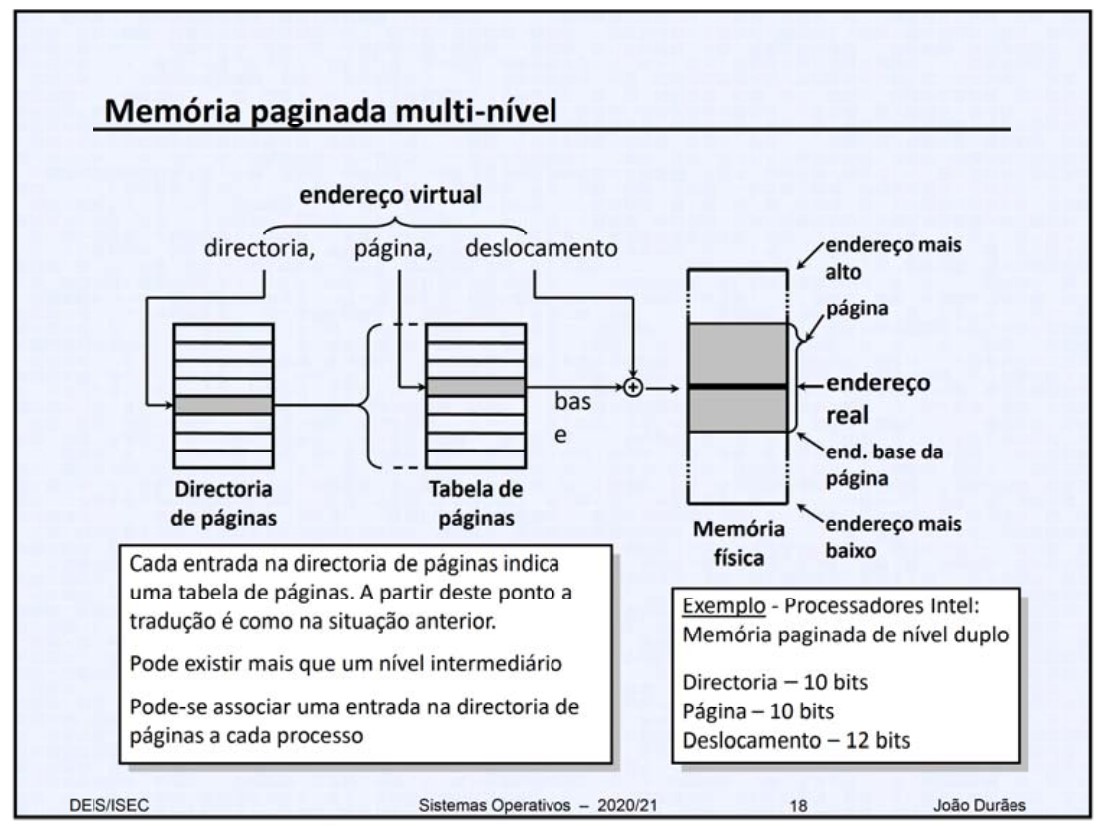 Memória paginada multi-nível
endereço virtual
directoria, página, deslocamento
endereço mais
alto
página
endereço
real
end. base da
página
endereço mais
baixo
bas
e
Directoria
de páginas
Tabela de
páginas
Memória
física
Cada entrada na directoria de páginas indica
uma tabela de páginas. A partir deste ponto a
tradução é como na situação anterior.
Pode existir mais que um nível intermediário
Pode-se associar uma entrada na directoria de
páginas a cada processo
Exemplo - Processadores Intel:
Memória paginada de nível duplo
Directoria – 10 bits
Página – 10 bits
Deslocamento – 12 bits
DEIS/ISEC Sistemas Operativos – 2020/21 18 João Durães